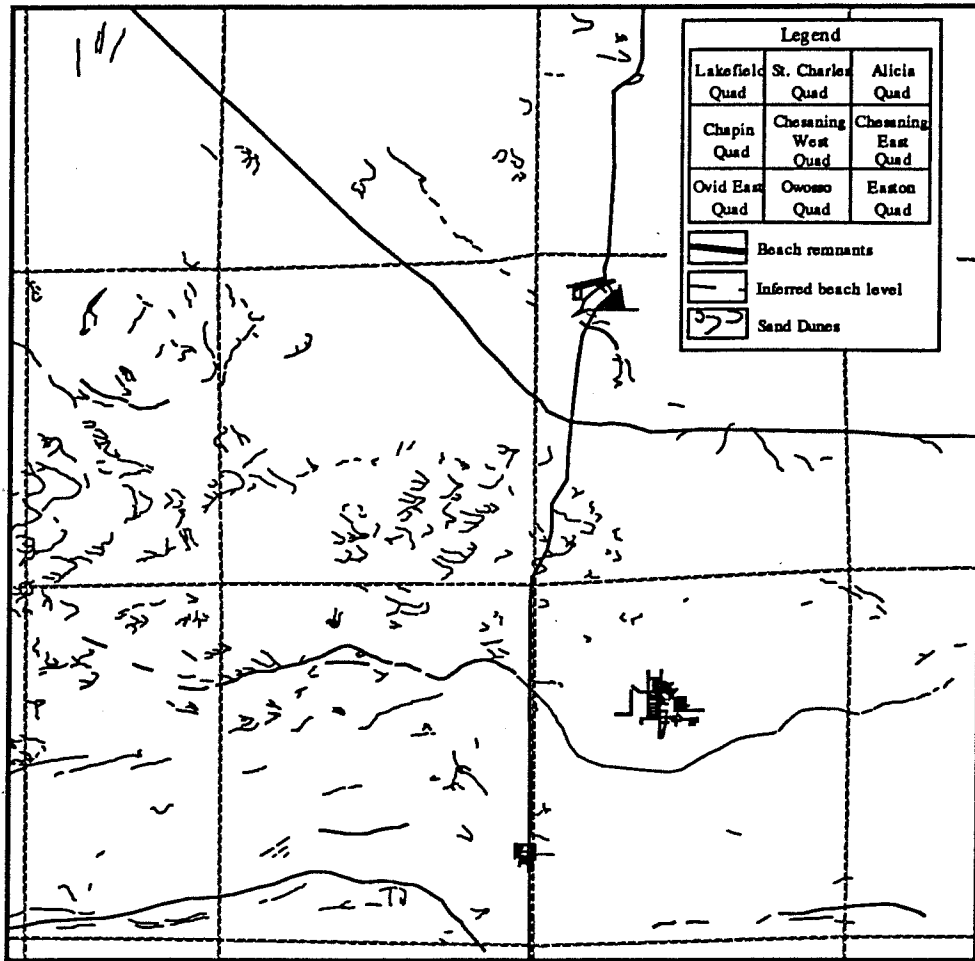 Legend
Lakefield
Quad
St. Charles
Quad
Alicia
Quad
Chapin
Quad
Chesaning
West
Quad
Chesaning
East
Quad
Ovid East
Quad
Owosso
Quad
Easton
Quad
Beach remnants
Inferred beach level
Sand Dunes